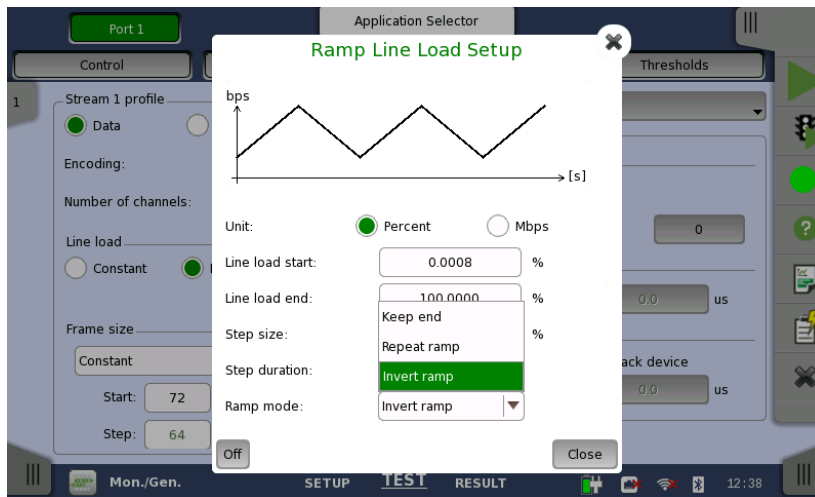 Port 1
Application Selector
Control
Thresholds
Ramp Line Load Setup
1
Stream 1 profile
Data
Encoding:
Number of channels:
Line load
Constant
Frame size
Constant
Start: 72
Step: 64
bps
[s]
Unit: Percent Mbps
Line load start: 0.0008 %
Line load end: 100.0000 %
Step size: %
Step duration:
Ramp mode: Invert ramp
Keep end
Repeat ramp
Invert ramp
Off
Close
0
?
0.0 us
device
0.0 us
Mon./Gen.
SETUP TEST RESULT
12:38